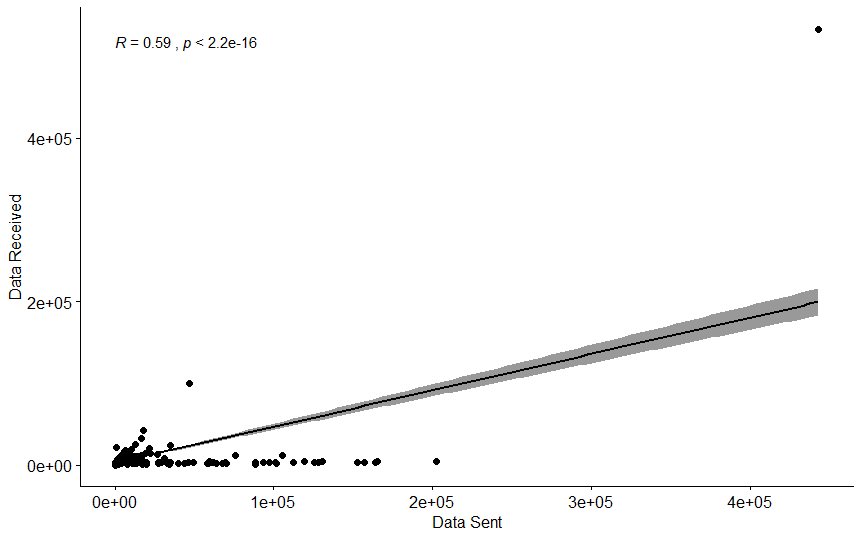 R = 0.59 , p < 2.2e-16
4e+05
2e+05
0e+00
Data Received
0e+00 1e+05 2e+05 3e+05 4e+05
Data Sent